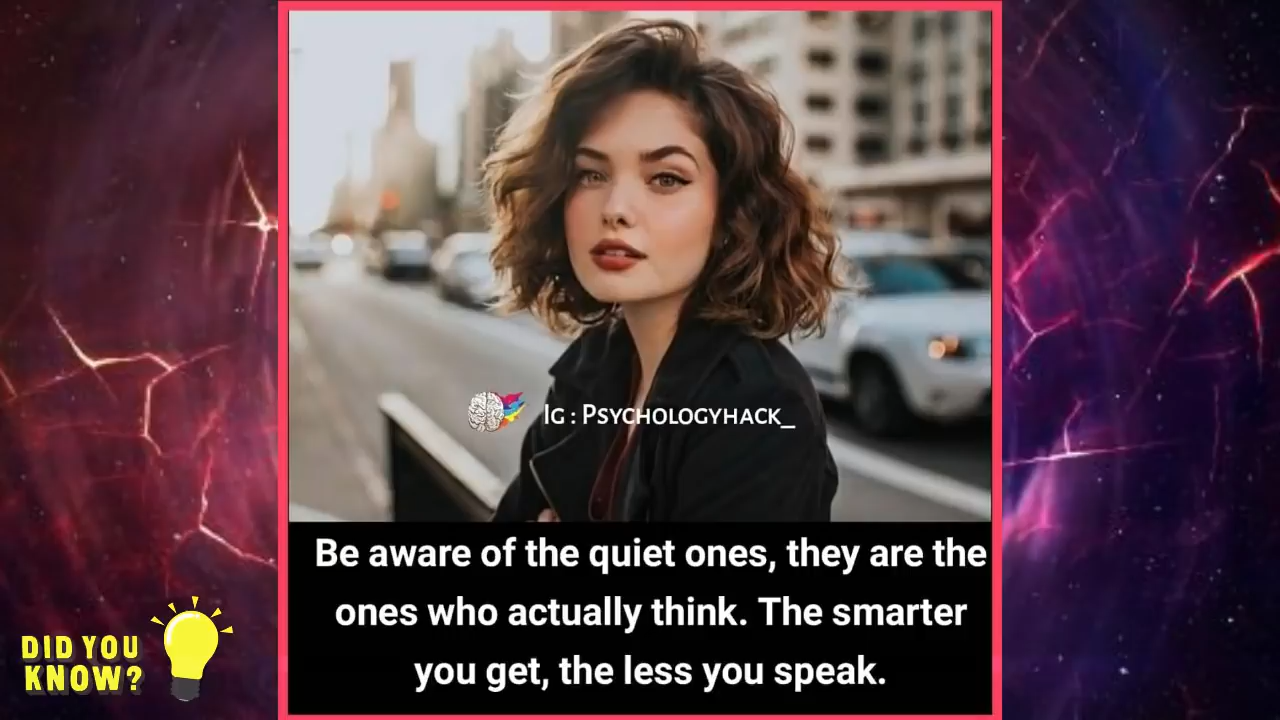 IG : PSYCHOLOGYHACK_
Be aware of the quiet ones, they are the
ones who actually think. The smarter
you get, the less you speak.
DID YOU
KNOW?